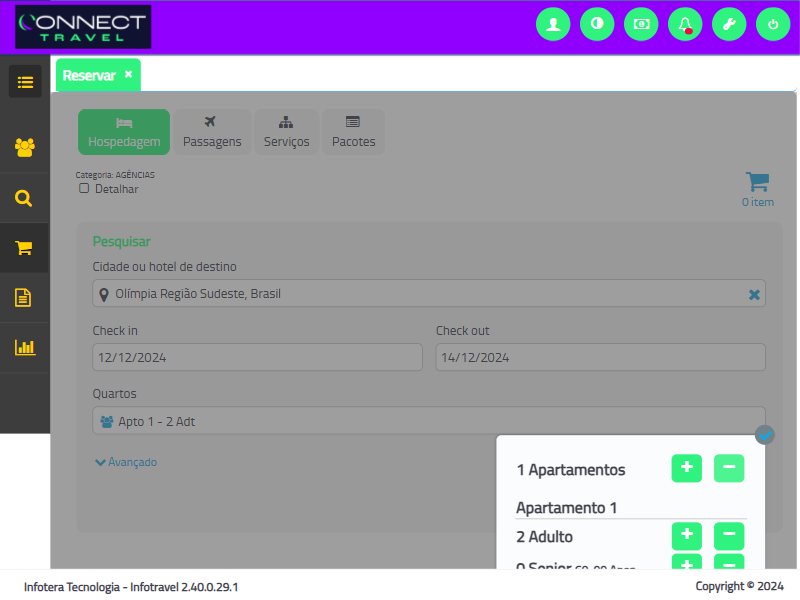 CONNECT
TRAVEL
Reservar ×
Hospedagem
Passagens
Serviços
Pacotes
Categoria: AGÊNCIAS
Detalhar
0 item
Pesquisar
Cidade ou hotel de destino
Olímpia Região Sudeste, Brasil
Check in
Check out
12/12/2024
14/12/2024
Quartos
Apto 1 - 2 Adt
Avançado
1 Apartamentos
Apartamento 1
2 Adulto
0 Senior
Infotera Tecnologia - Infotravel 2.40.0.29.1
Copyright © 2024